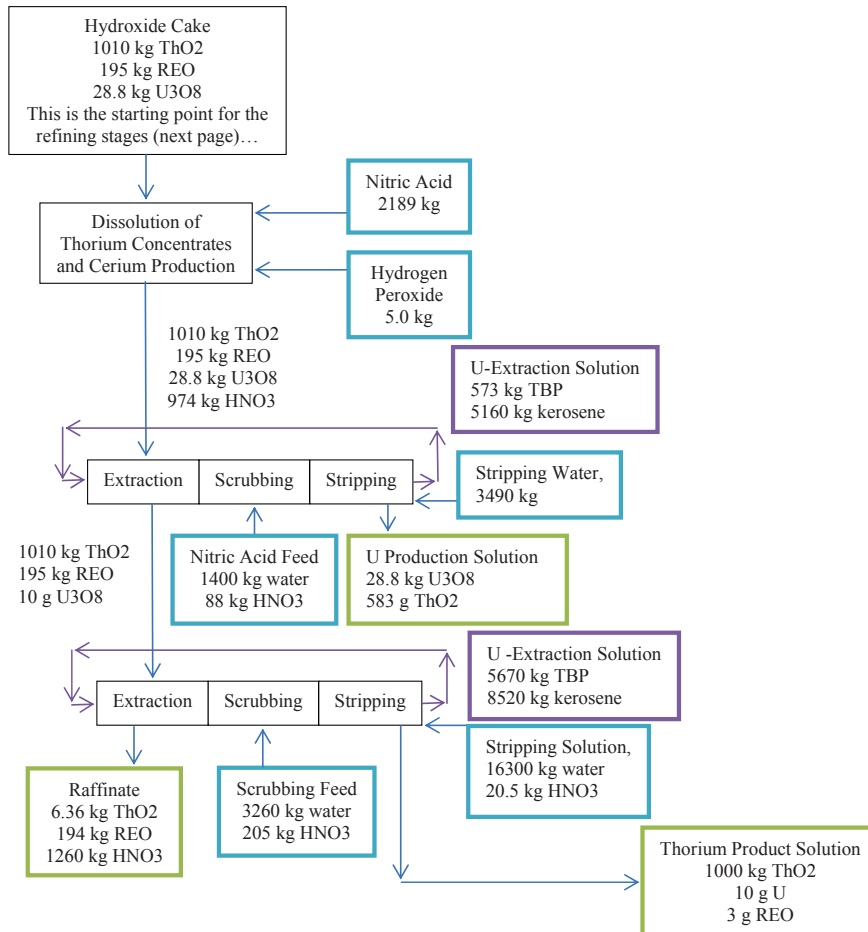 Hydroxide Cake
1010 kg ThO2
195 kg REO
28.8 kg U3O8
This is the starting point for the
refining stages (next page)…
Nitric Acid
2189 kg
Dissolution of
Thorium Concentrates
and Cerium Production
Hydrogen
Peroxide
5.0 kg
1010 kg ThO2
195 kg REO
28.8 kg U3O8
974 kg HNO3
U-Extraction Solution
573 kg TBP
5160 kg kerosene
Extraction
Scrubbing
Stripping
Stripping Water,
3490 kg
1010 kg ThO2
195 kg REO
10 g U3O8
Nitric Acid Feed
1400 kg water
88 kg HNO3
U Production Solution
28.8 kg U3O8
583 g ThO2
U -Extraction Solution
5670 kg TBP
8520 kg kerosene
Extraction
Scrubbing
Stripping
Stripping Solution,
16300 kg water
20.5 kg HNO3
Raffinate
6.36 kg ThO2
194 kg REO
1260 kg HNO3
Scrubbing Feed
3260 kg water
205 kg HNO3
Thorium Product Solution
1000 kg ThO2
10 g U
3 g REO